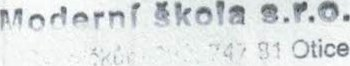 Moderní škola s.r.o.
747 81 Otice